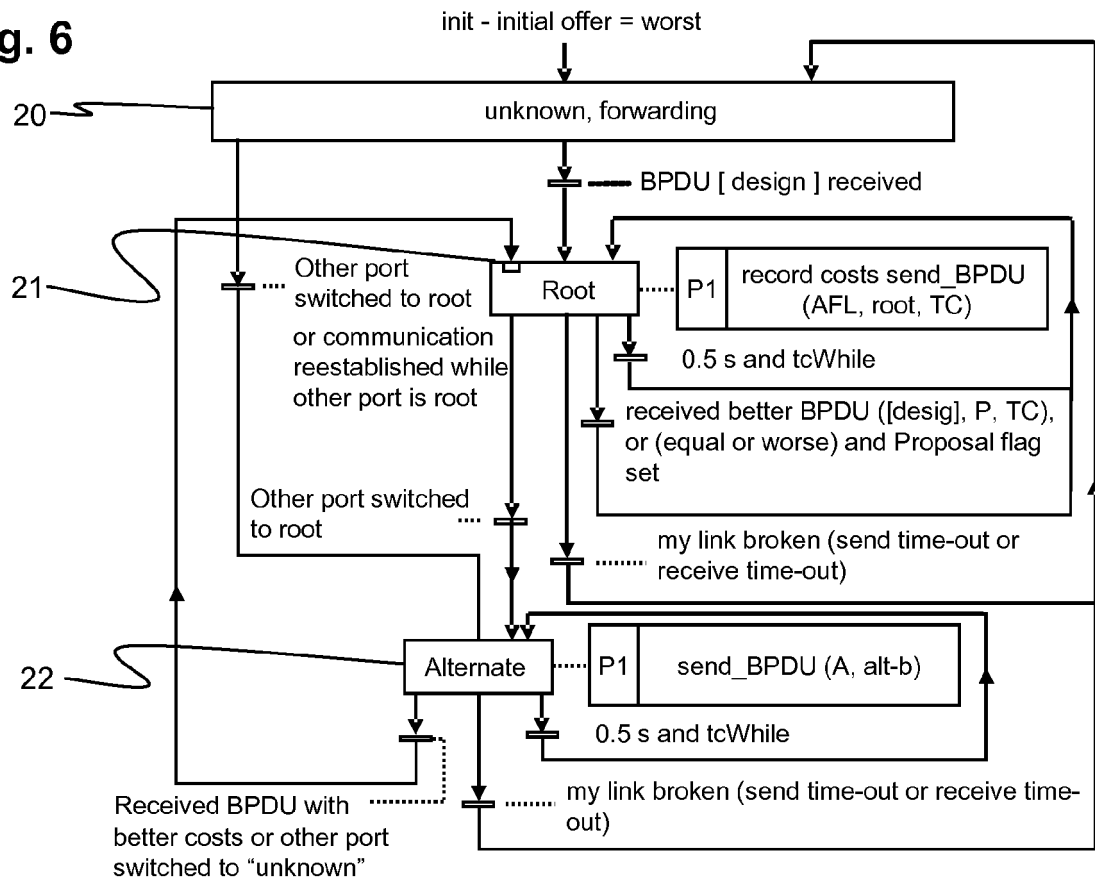 g. 6
init - initial offer = worst
20
unknown, forwarding
BPDU [ design ] received
21
Other port
switched to root
or communication
reestablished while
other port is root
Root
P1
record costs send_BPDU
(AFL, root, TC)
0.5 s and tcWhile
received better BPDU ([desig], P, TC),
or (equal or worse) and Proposal flag
set
Other port switched
to root
my link broken (send time-out or
receive time-out)
22
Alternate
P1
send_BPDU (A, alt-b)
0.5 s and tcWhile
Received BPDU with
better costs or other port
switched to “unknown”
my link broken (send time-out or receive time-
out)